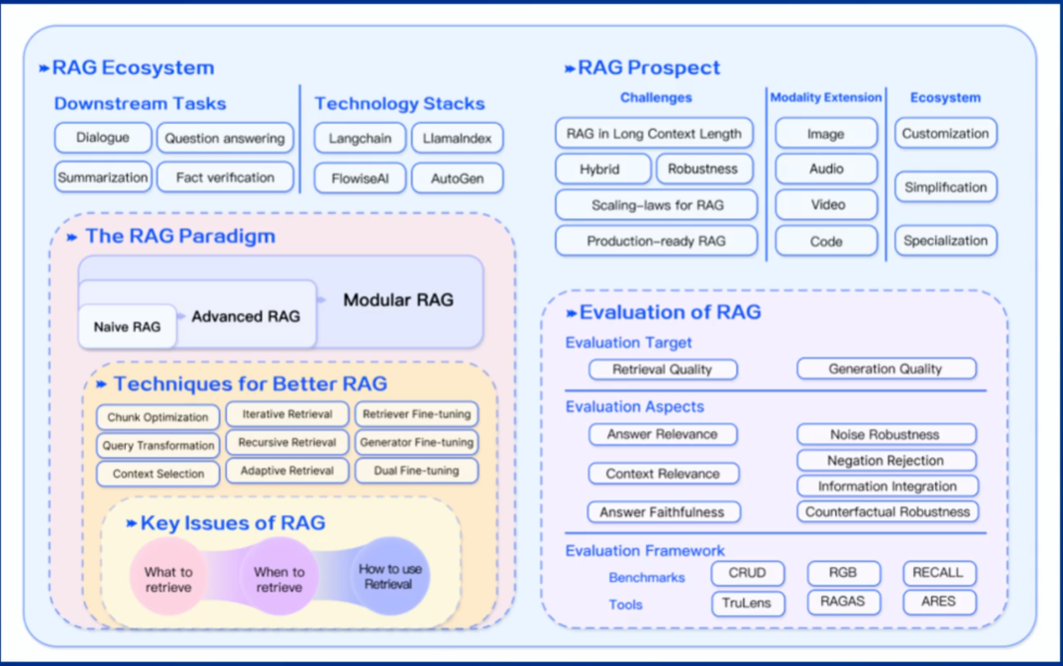 RAG Ecosystem
Downstream Tasks
Dialogue
Question answering
Summarization
Fact verification
Technology Stacks
Langchain
LlamaIndex
FlowiseAI
AutoGen
The RAG Paradigm
Naive RAG
Advanced RAG
Modular RAG
Techniques for Better RAG
Chunk Optimization
Iterative Retrieval
Retriever Fine-tuning
Query Transformation
Recursive Retrieval
Generator Fine-tuning
Context Selection
Adaptive Retrieval
Dual Fine-tuning
Key Issues of RAG
What to
retrieve
When to
retrieve
How to use
Retrieval
RAG Prospect
Challenges
RAG in Long Context Length
Hybrid
Robustness
Scaling-laws for RAG
Production-ready RAG
Modality Extension
Image
Audio
Video
Code
Ecosystem
Customization
Simplification
Specialization
Evaluation of RAG
Evaluation Target
Retrieval Quality
Generation Quality
Evaluation Aspects
Answer Relevance
Context Relevance
Answer Faithfulness
Noise Robustness
Negation Rejection
Information Integration
Counterfactual Robustness
Evaluation Framework
Benchmarks
CRUD
RGB
RECALL
Tools
TruLens
RAGAS
ARES